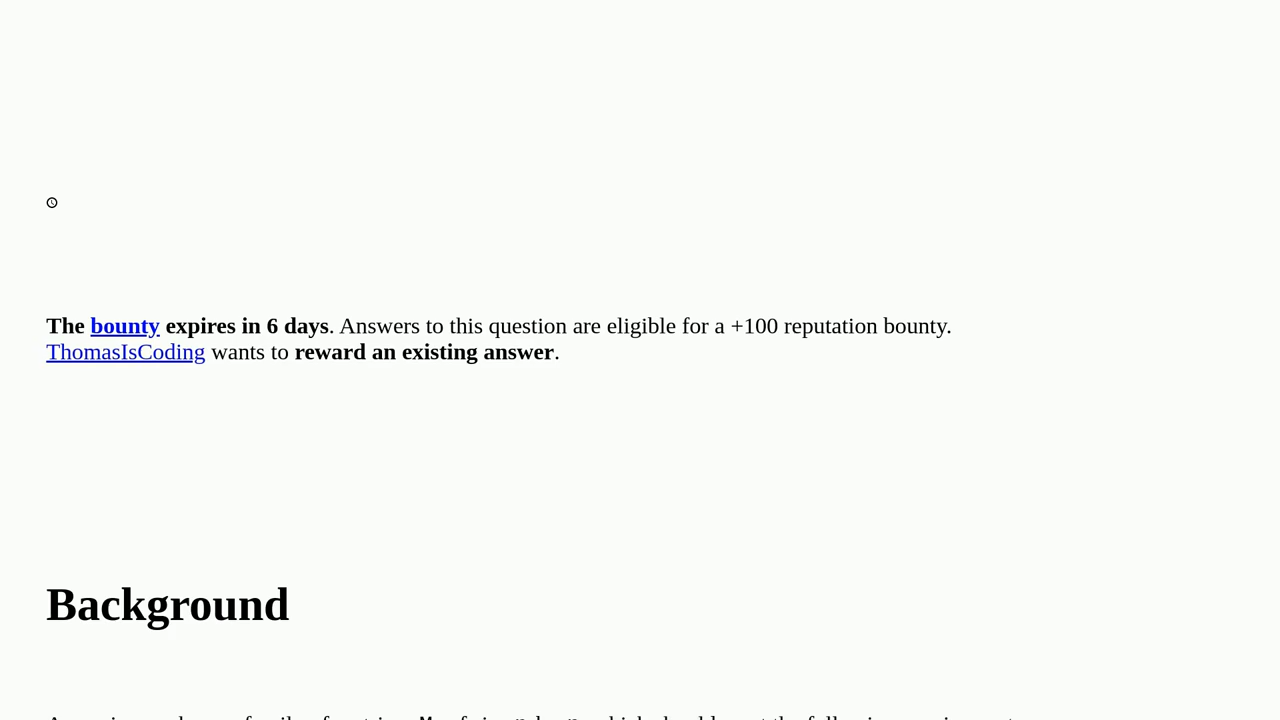 The bounty expires in 6 days. Answers to this question are eligible for a +100 reputation bounty.
ThomasIsCoding wants to reward an existing answer.
Background